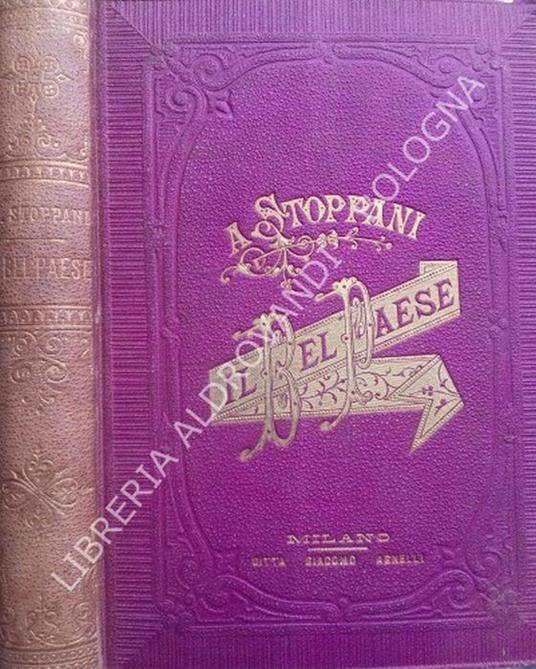 A. STOPPANI
IL BEL PAESE
MILANO
DITTA GIACOMO AGNELLI
STOPPANI
BEL PAESE
LIBRERIA ALDROVANDI BOLOGNA